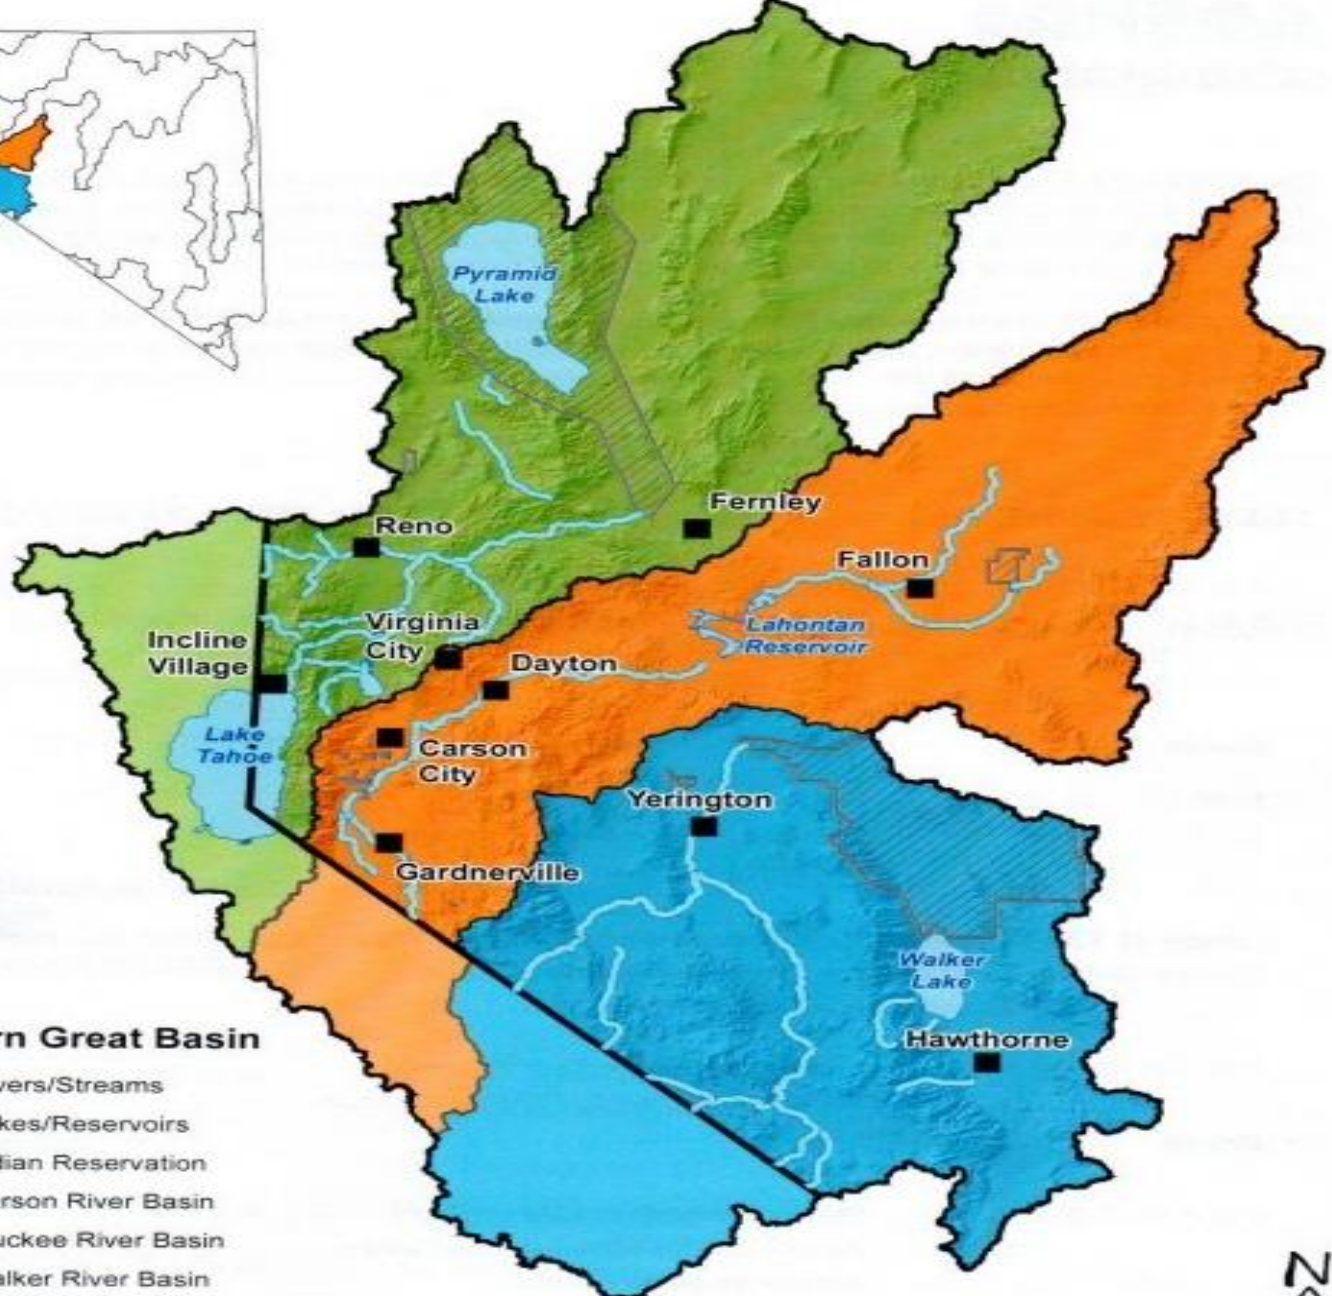 Pyramid
Lake
Fernley
Reno
Fallon
Virginia
City
Lahontan
Reservoir
Incline
Village
Dayton
Lake
Tahoe
Carson
City
Yerington
Gardnerville
Walker
Lake
Hawthorne
rn Great Basin
vers/Streams
kes/Reservoirs
dian Reservation
arson River Basin
uckee River Basin
alker River Basin
N